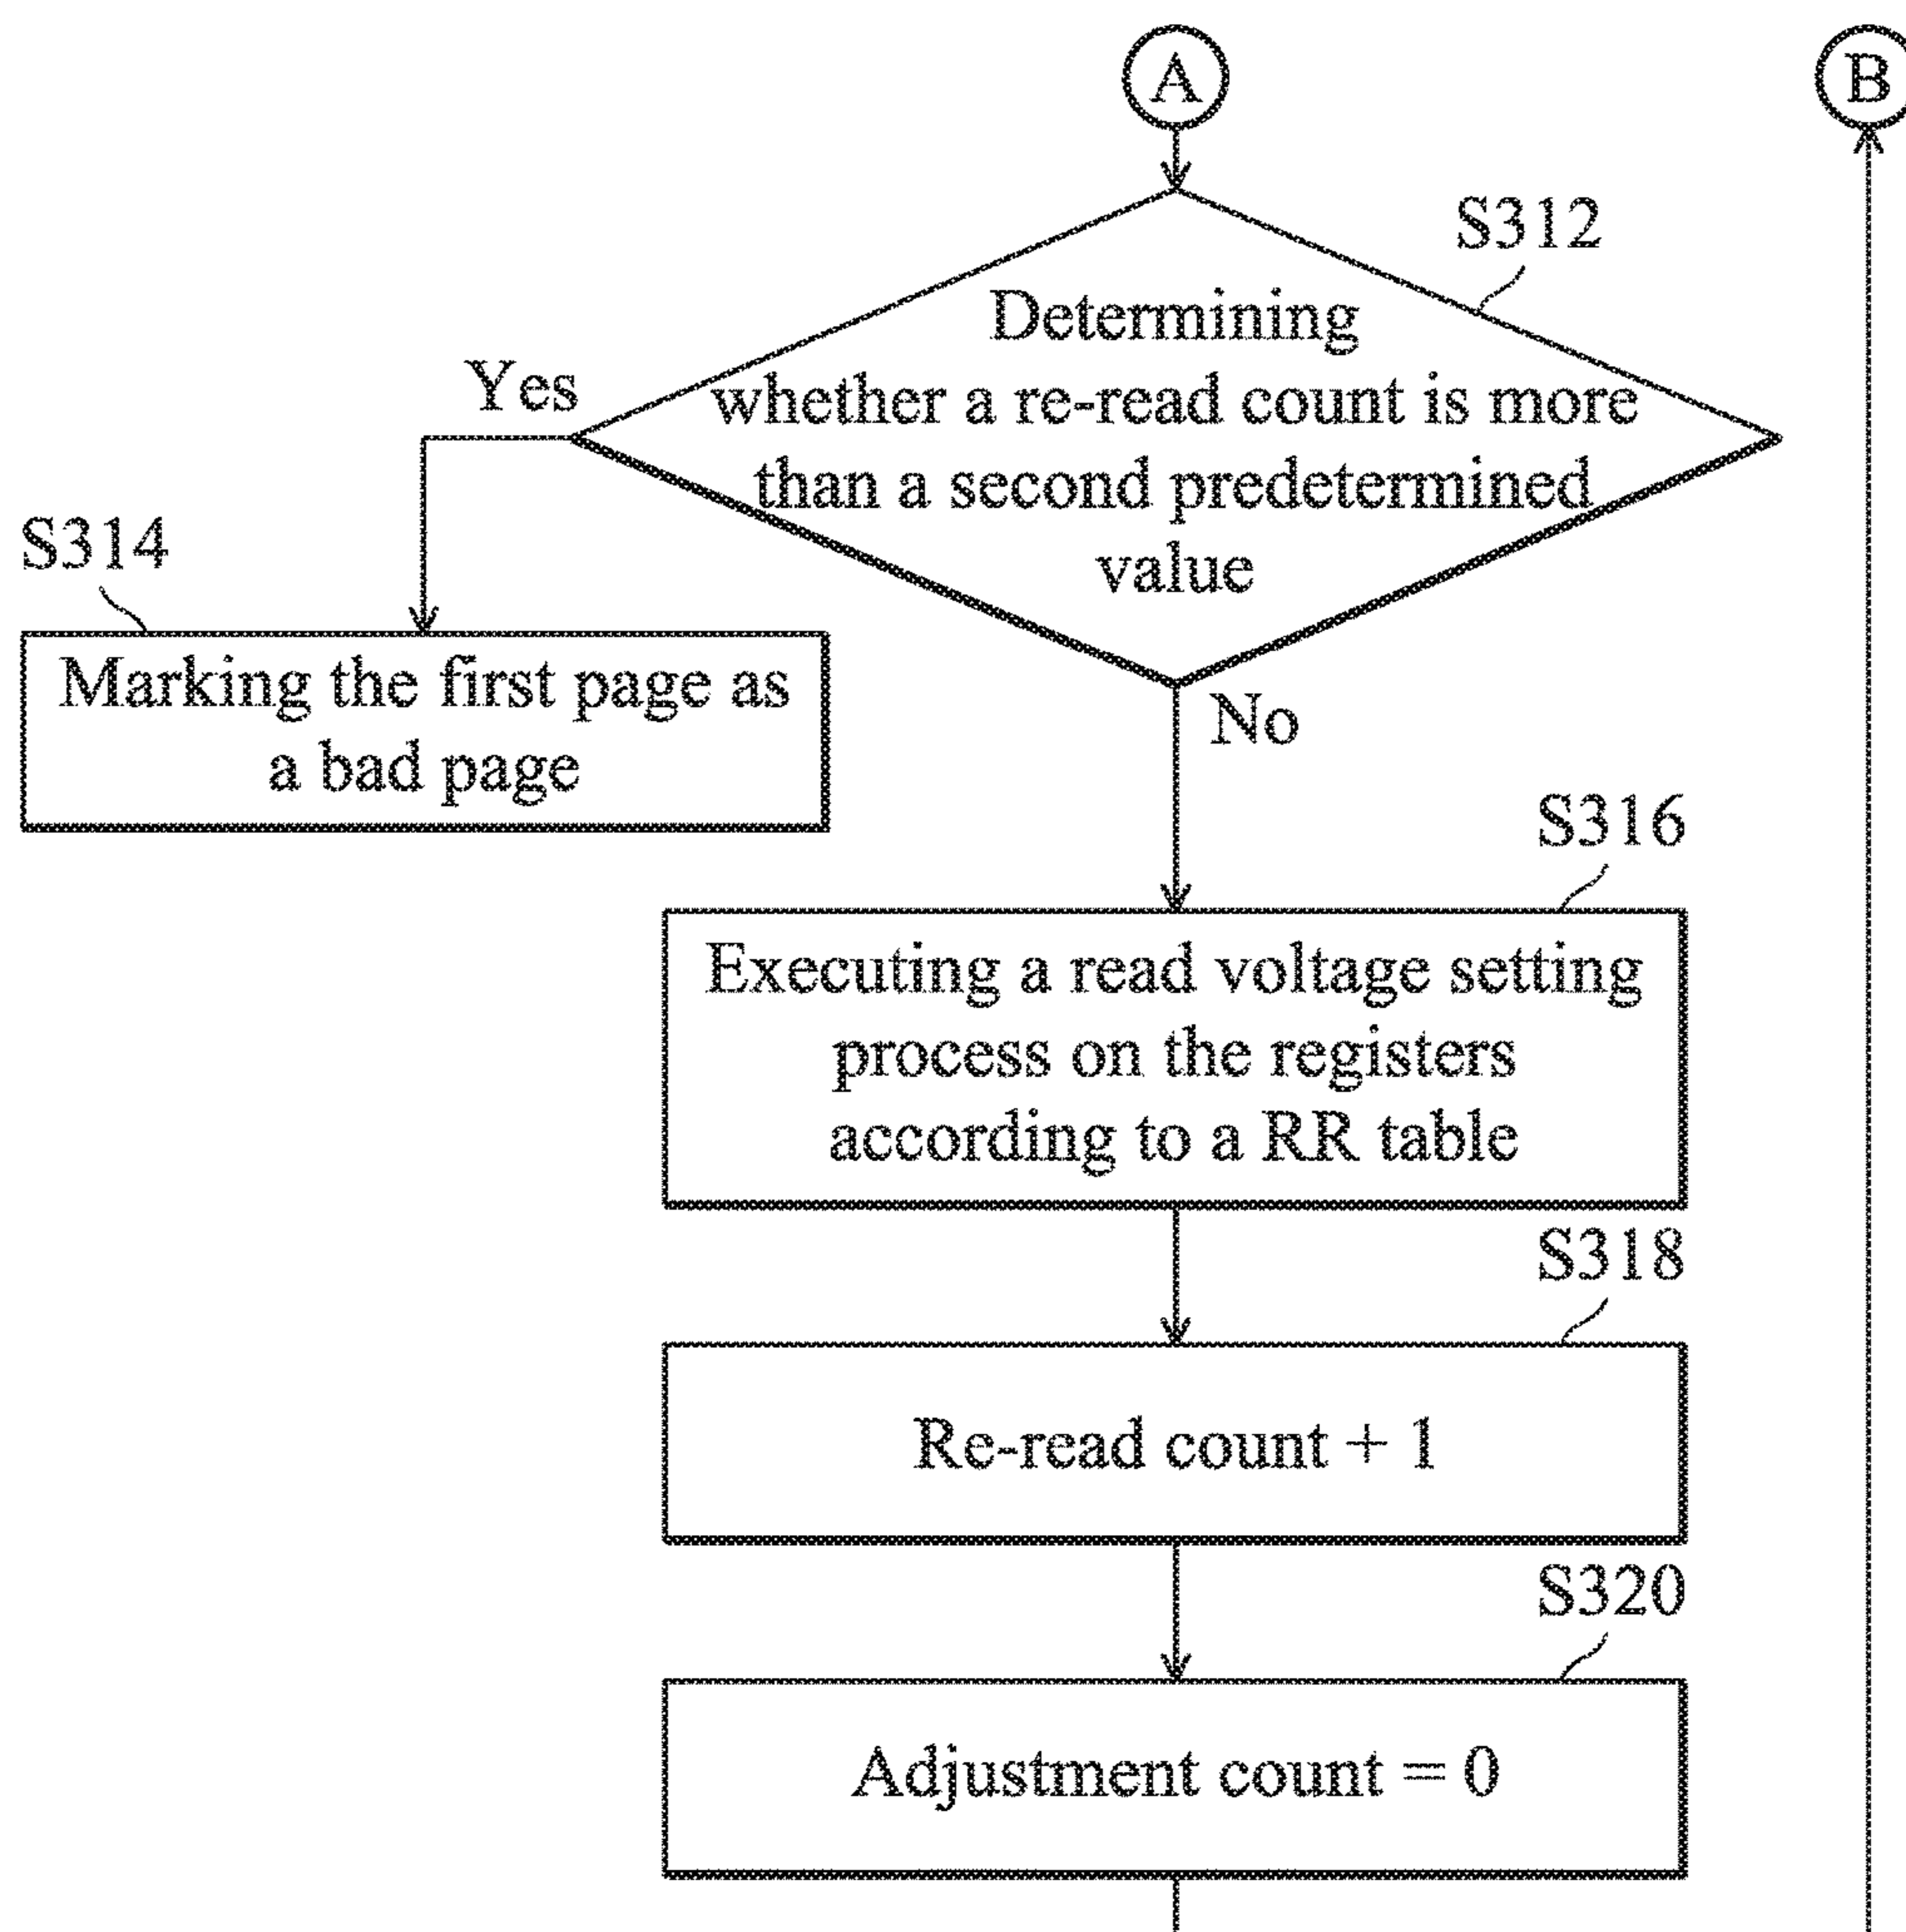 A
B
S312
Determining
whether a re-read count is more
than a second predetermined
value
Yes
S314
Marking the first page as
a bad page
No
S316
Executing a read voltage setting
process on the registers
according to a RR table
S318
Re-read count + 1
S320
Adjustment count = 0